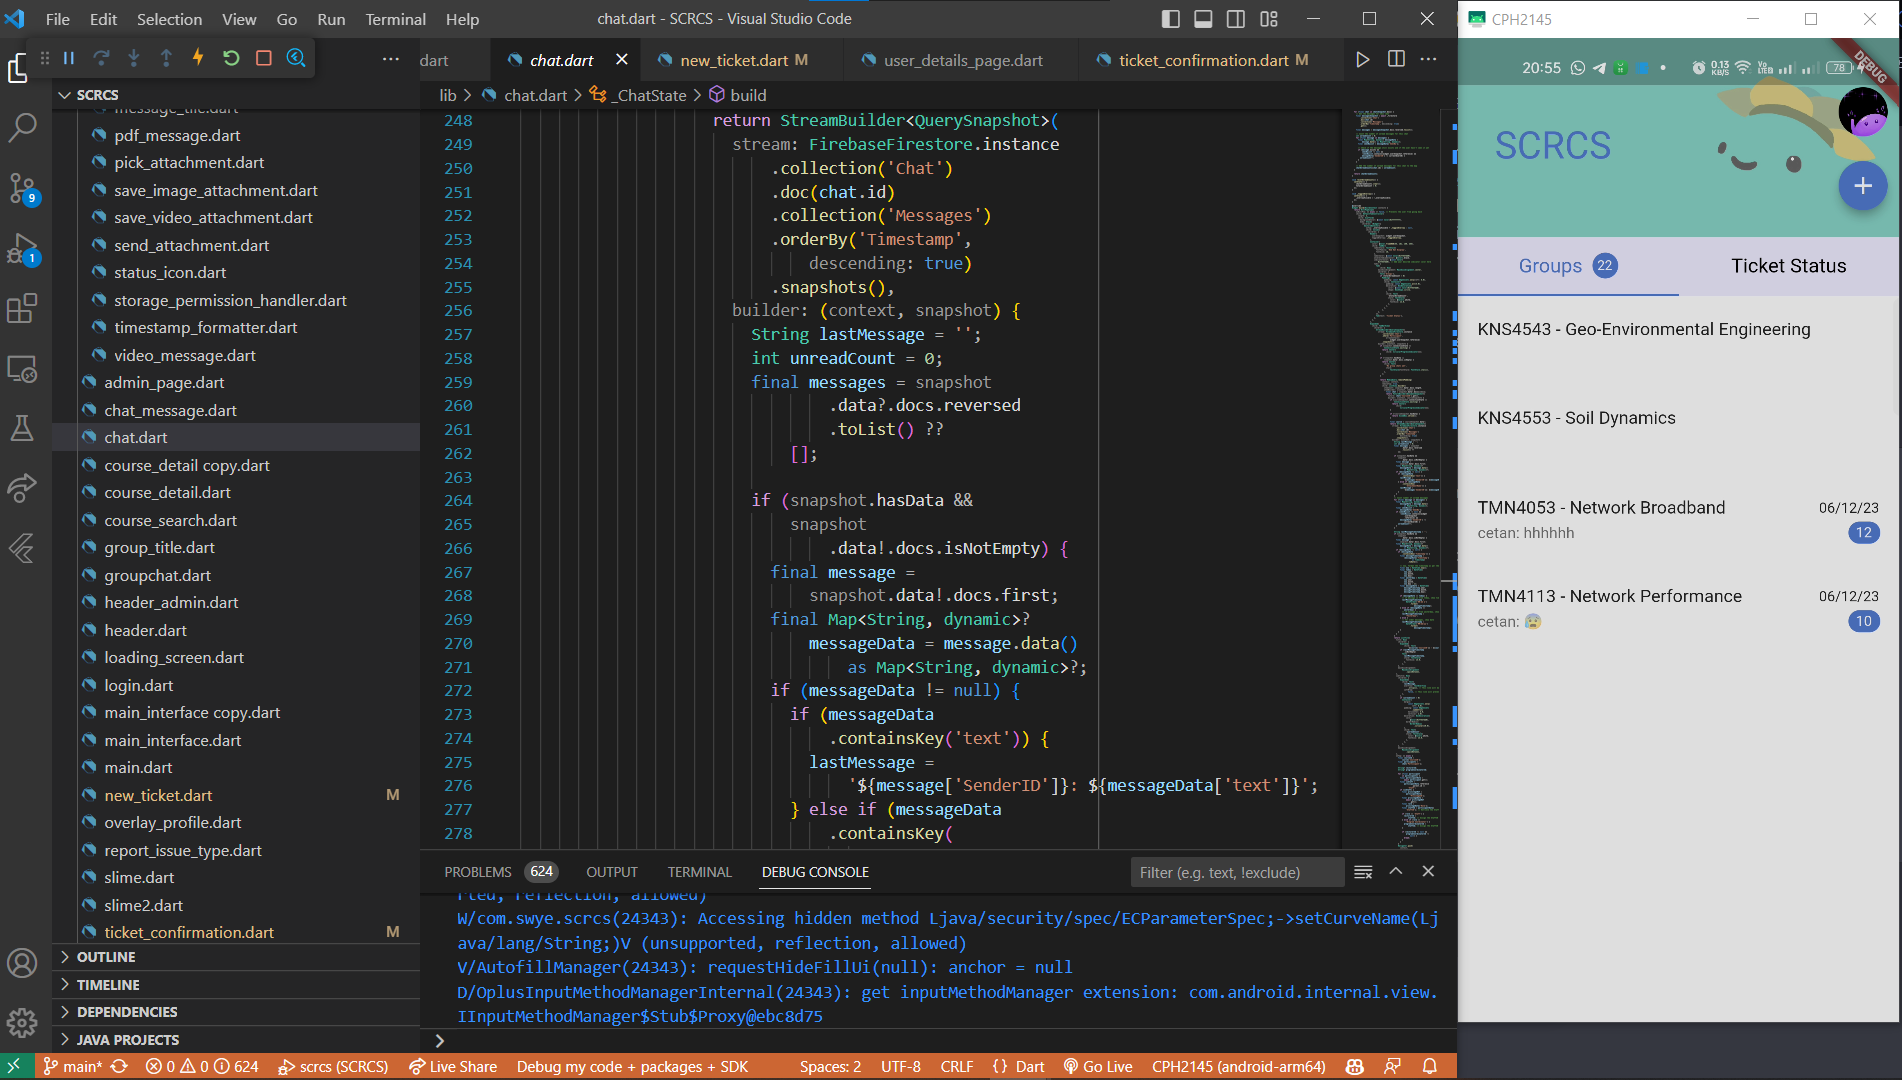 File Edit Selection View Go Run Terminal Help
chat.dart - SCRCS - Visual Studio Code
dart
chat.dart
new_ticket.dart M
user_details_page.dart
ticket_confirmation.dart M
lib > chat.dart > _ChatState > build
SCRCS
pdf_message.dart
pick_attachment.dart
save_image_attachment.dart
save_video_attachment.dart
send_attachment.dart
status_icon.dart
storage_permission_handler.dart
timestamp_formatter.dart
video_message.dart
admin_page.dart
chat_message.dart
chat.dart
course_detail copy.dart
course_detail.dart
course_search.dart
group_title.dart
groupchat.dart
header_admin.dart
header.dart
loading_screen.dart
login.dart
main_interface copy.dart
main_interface.dart
main.dart
new_ticket.dart M
overlay_profile.dart
report_issue_type.dart
slime.dart
slime2.dart
ticket_confirmation.dart M
OUTLINE
TIMELINE
DEPENDENCIES
JAVA PROJECTS
9
1
248 return StreamBuilder<QuerySnapshot>(
249 stream: FirebaseFirestore.instance
250 .collection('Chat')
251 .doc(chat.id)
252 .collection('Messages')
253 .orderBy('Timestamp',
254 descending: true)
255 .snapshots(),
256 builder: (context, snapshot) {
257 String lastMessage = '';
258 int unreadCount = 0;
259 final messages = snapshot
260 .data?.docs.reversed
261 .toList() ??
262 [];
263
264 if (snapshot.hasData &&
265 snapshot
266 .data!.docs.isNotEmpty) {
267 final message =
268 snapshot.data!.docs.first;
269 final Map<String, dynamic>?
270 messageData = message.data()
271 as Map<String, dynamic>?;
272 if (messageData != null) {
273 if (messageData
274 .containsKey('text')) {
275 lastMessage =
276 '${message['SenderID']}: ${messageData['text']}';
277 } else if (messageData
278 .containsKey(
PROBLEMS 624 OUTPUT TERMINAL DEBUG CONSOLE
Filter (e.g. text, !exclude)
rted, reflection, allowed)
W/com.swye.scrcs(24343): Accessing hidden method Ljava/security/spec/ECParameterSpec;->setCurveName(Lj
ava/lang/String;)V (unsupported, reflection, allowed)
V/AutofillManager(24343): requestHideFillUi(null): anchor = null
D/OplusInputMethodManagerInternal(24343): get inputMethodManager extension: com.android.internal.view.
IInputMethodManager$Stub$Proxy@ebc8d75
>
main* 0 0 624 scrcs (SCRCS) Live Share Debug my code + packages + SDK Spaces: 2 UTF-8 CRLF {} Dart Go Live CPH2145 (android-arm64)
CPH2145
20:55 0.13 KB/S Vo LTE 78
DEBUG
SCRCS
+
Groups 22 Ticket Status
KNS4543 - Geo-Environmental Engineering
KNS4553 - Soil Dynamics
TMN4053 - Network Broadband 06/12/23
cetan: hhhhhh 12
TMN4113 - Network Performance 06/12/23
cetan: 😰 10